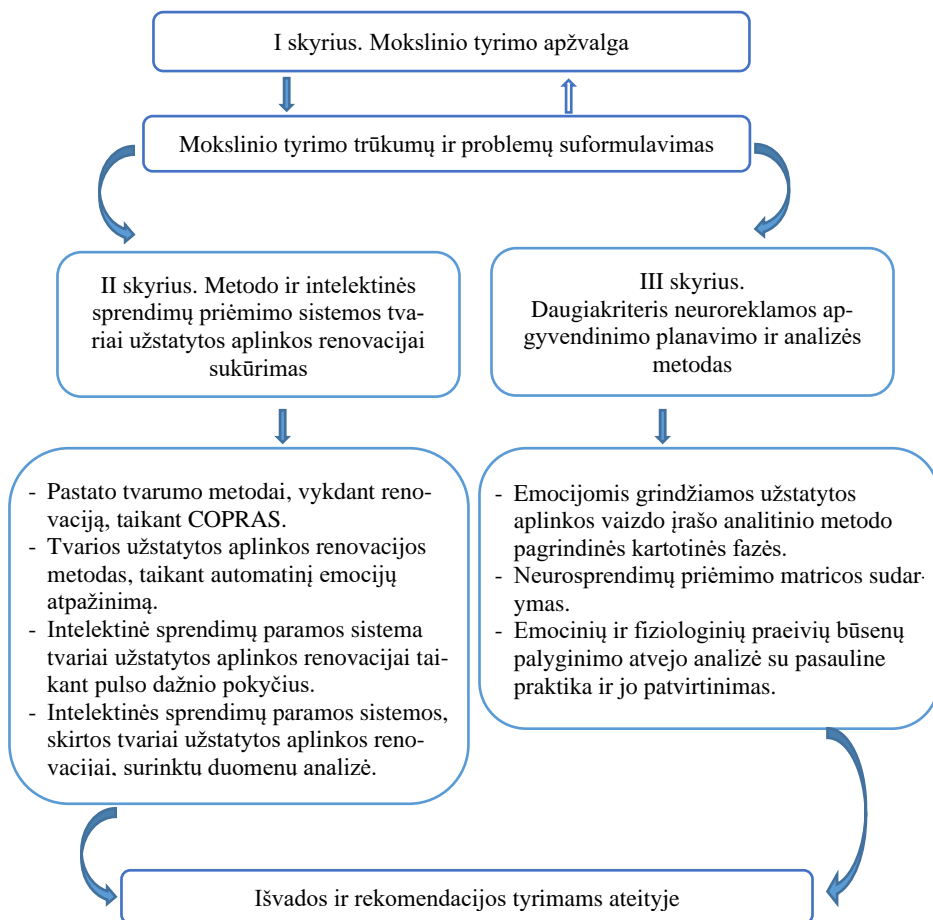 I skyrius. Mokslinio tyrimo apžvalga
Mokslinio tyrimo trūkumų ir problemų suformulavimas
II skyrius. Metodo ir intelektinės
sprendimų priėmimo sistemos tva-
riai užstatytos aplinkos renovacijai
sukūrimas
III skyrius.
Daugiakriteris neuroreklamos ap-
gyvendinimo planavimo ir analizės
metodas
- Pastato tvarumo metodai, vykdant reno-
vaciją, taikant COPRAS.
- Tvarios užstatytos aplinkos renovacijos
metodas, taikant automatinį emocijų
atpažinimą.
- Intelektinė sprendimų paramos sistema
tvariai užstatytos aplinkos renovacijai tai-
kant pulso dažnio pokyčius.
- Intelektinės sprendimų paramos sistemos,
skirtos tvariai užstatytos aplinkos reno-
vacijai, surinktų duomenų analizė.
- Emocijomis grindžiamos užstatytos
aplinkos vaizdo įrašo analitinio metodo
pagrindinės kartotinės fazės.
- Neurosprendimų priėmimo matricos sudar-
ymas.
- Emocinių ir fiziologinių praeivių būsenų
palyginimo atvejo analizė su pasauline
praktika ir jo patvirtinimas.
Išvados ir rekomendacijos tyrimams ateityje